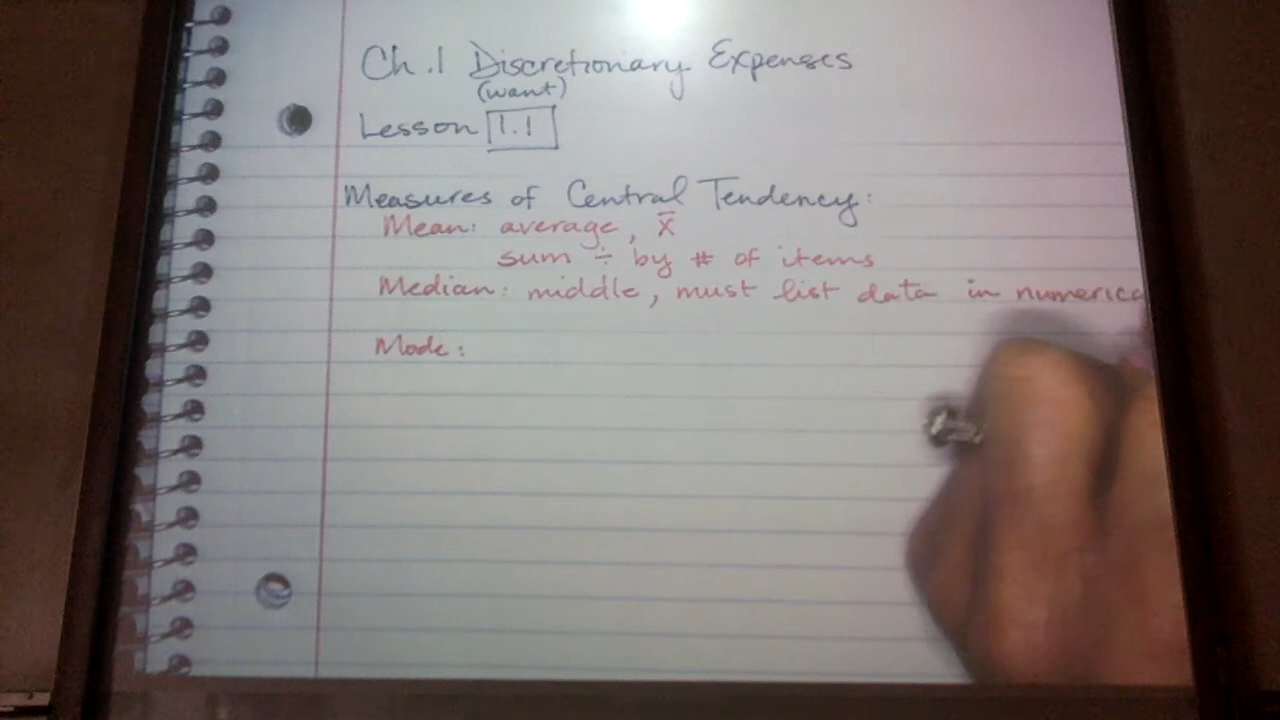 Ch.1 Discretionary Expenses
(want)
Lesson 1.1
Measures of Central Tendency:
Mean: average, x̄
sum ÷ by # of items
Median: middle, must list data in numerica
Mode: